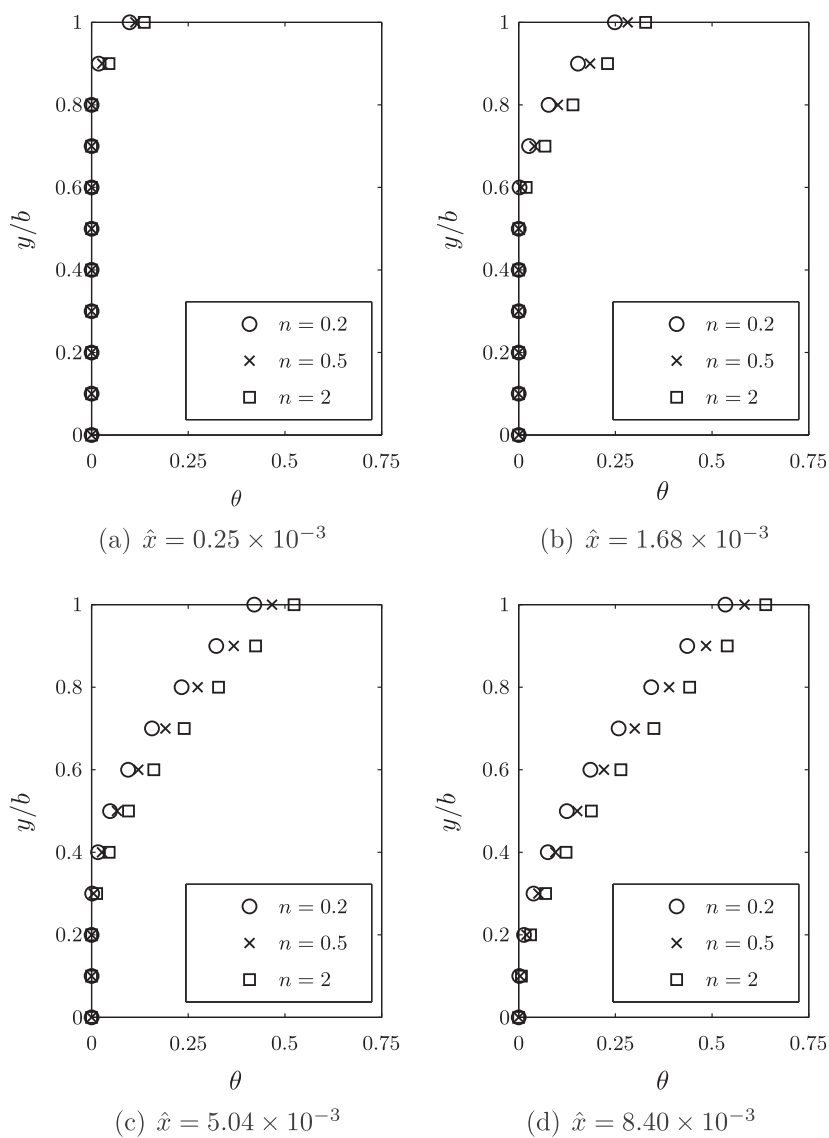 1
0.8
0.6
0.4
0.2
0
y/b
n = 0.2
n = 0.5
n = 2
0 0.25 0.5 0.75
θ
(a) x̂ = 0.25 × 10⁻³
1
0.8
0.6
0.4
0.2
0
y/b
n = 0.2
n = 0.5
n = 2
0 0.25 0.5 0.75
θ
(b) x̂ = 1.68 × 10⁻³
1
0.8
0.6
0.4
0.2
0
y/b
n = 0.2
n = 0.5
n = 2
0 0.25 0.5 0.75
θ
(c) x̂ = 5.04 × 10⁻³
1
0.8
0.6
0.4
0.2
0
y/b
n = 0.2
n = 0.5
n = 2
0 0.25 0.5 0.75
θ
(d) x̂ = 8.40 × 10⁻³